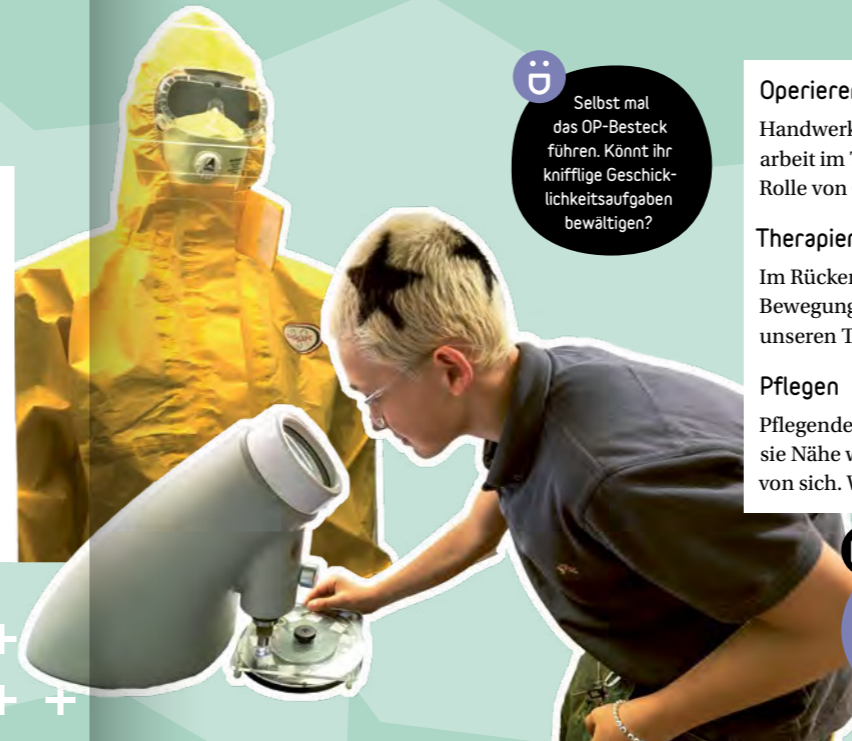 Selbst mal
das OP-Besteck
führen. Könnt ihr
knifflige Geschick-
lichkeitsaufgaben
bewältigen?
Operieren
Handwerk
arbeit im
Rolle von
Therapier
Im Rücken
Bewegung
unseren
Pflegen
Pflegende
sie Nähe
von sich.